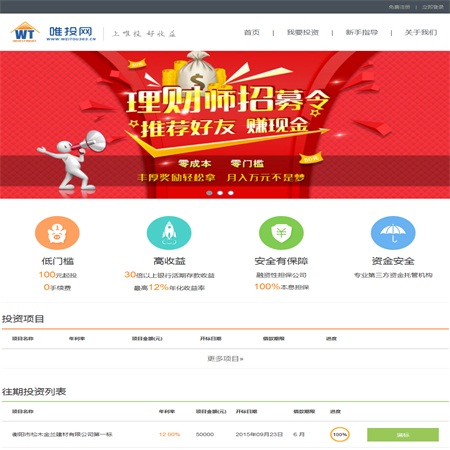 免费注册 | 立即登录
WT 唯投网
WWW.WEITOU365.CN
上唯投 好收益
首页 | 我要投资 | 新手指导 | 关于我们
理财师招募令
推荐好友 赚现金
零成本 零门槛
丰厚奖励轻松拿 月入万元不是梦
低门槛
100元起投
0手续费
高收益
30倍以上银行活期存款收益
最高12%年化收益率
安全有保障
融资性担保公司
100%本息担保
资金安全
专业第三方资金托管机构
投资项目
项目名称 年利率 项目金额(元) 开标日期 借款期限 进度
更多项目»
往期投资列表
项目名称 年利率 项目金额(元) 开标日期 借款期限 进度
衡阳市松木金兰建材有限公司第一标 12.00% 50000 2015年09月23日 6 月 100% 满标